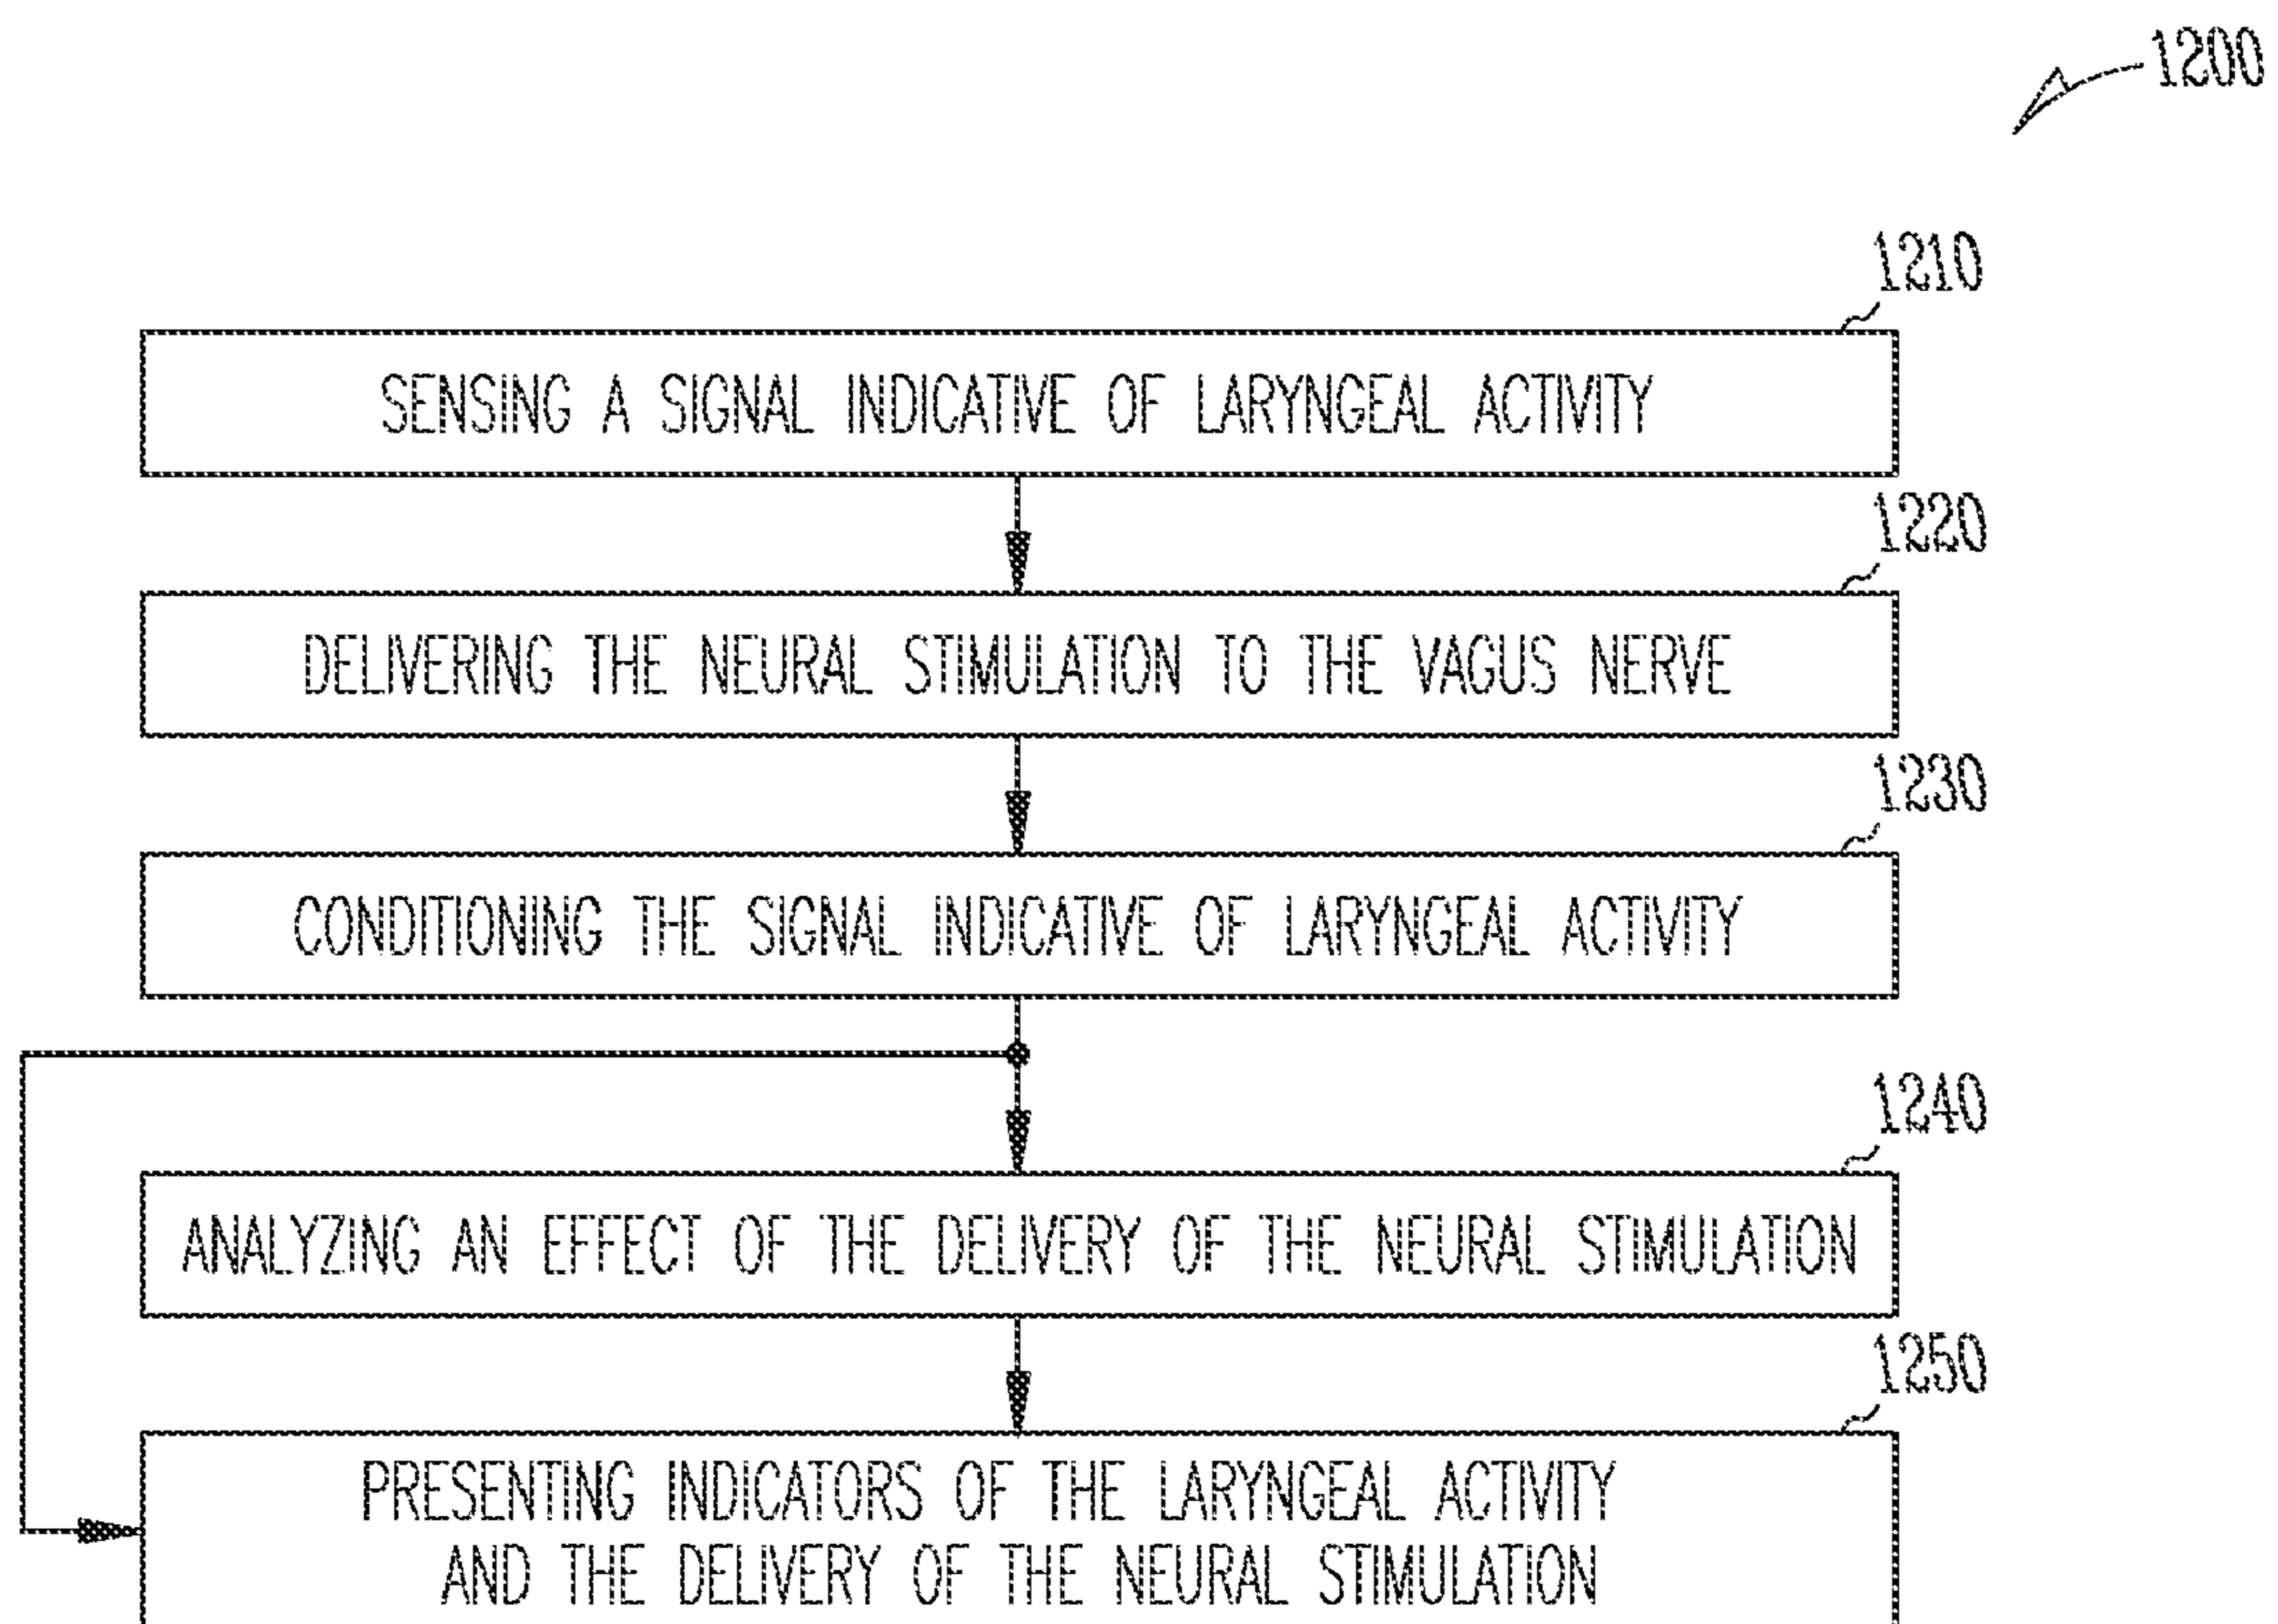 1200
1210
SENSING A SIGNAL INDICATIVE OF LARYNGEAL ACTIVITY
1220
DELIVERING THE NEURAL STIMULATION TO THE VAGUS NERVE
1230
CONDITIONING THE SIGNAL INDICATIVE OF LARYNGEAL ACTIVITY
1240
ANALYZING AN EFFECT OF THE DELIVERY OF THE NEURAL STIMULATION
1250
PRESENTING INDICATORS OF THE LARYNGEAL ACTIVITY
AND THE DELIVERY OF THE NEURAL STIMULATION